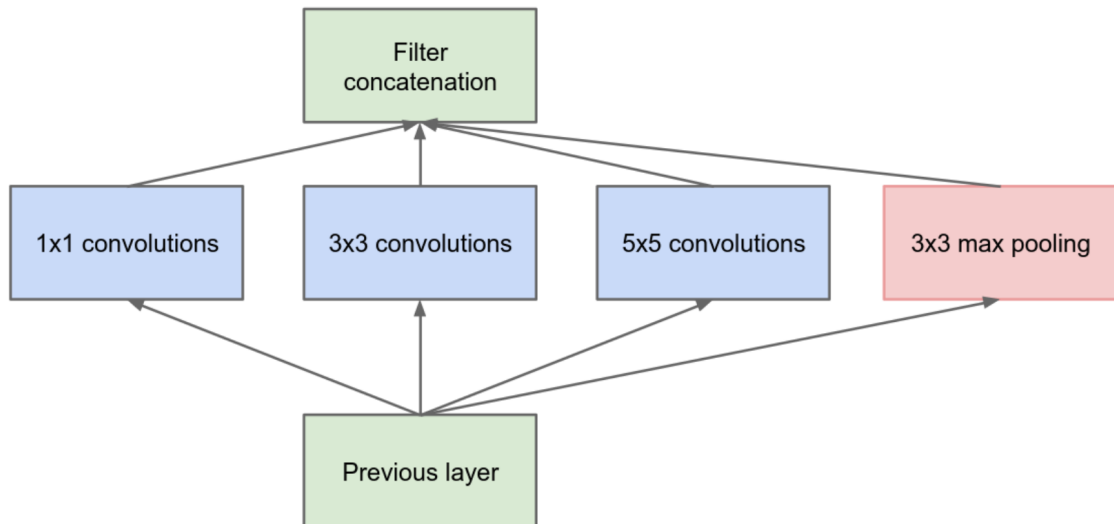 Filter
concatenation
1x1 convolutions
3x3 convolutions
5x5 convolutions
3x3 max pooling
Previous layer